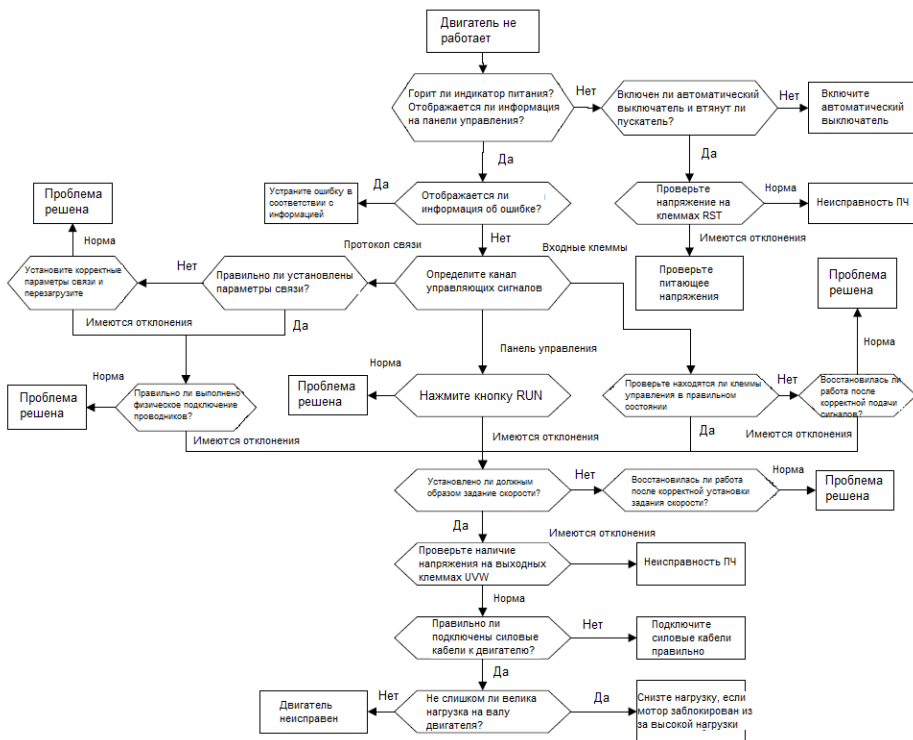 Двигатель не
работает
Горит ли индикатор питания?
Отображается ли информация
на панели управления?
Нет
Включен ли автоматический
выключатель и втянут ли
пускатель?
Нет
Включите
автоматический
выключатель
Да
Да
Проблема
решена
Устраните ошибку в
соответствии с
информацией
Да
Отображается ли
информация об ошибке?
Проверьте
напряжение на
клеммах RST
Норма
Неисправность ПЧ
Норма
Протокол связи
Нет
Входные клеммы
Имеются отклонения
Установите корректные
параметры связи и
перезагрузите
Нет
Правильно ли установлены
параметры связи?
Определите канал
управляющих сигналов
Проверьте
питающее
напряжения
Проблема
решена
Имеются отклонения
Да
Панель управления
Норма
Норма
Проблема
решена
Правильно ли выполнено
физическое подключение
проводников?
Норма
Проблема
решена
Нажмите кнопку RUN
Проверьте находятся ли клеммы
управления в правильном
состоянии
Нет
Восстановилась ли
работа после
корректной подачи
сигналов?
Имеются отклонения
Имеются отклонения
Да
Имеются отклонения
Установлено ли должным
образом задание скорости?
Нет
Восстановилась ли работа
после корректной установки
задания скорости?
Норма
Проблема
решена
Да
Имеются отклонения
Проверьте наличие
напряжения на выходных
клеммах UVW
Неисправность ПЧ
Норма
Правильно ли
подключены силовые
кабели к двигателю?
Нет
Подключите
силовые кабели
правильно
Да
Двигатель
неисправен
Нет
Не слишком ли велика
нагрузка на валу
двигателя?
Да
Снизте нагрузку, если
мотор заблокирован из
за высокой нагрузки